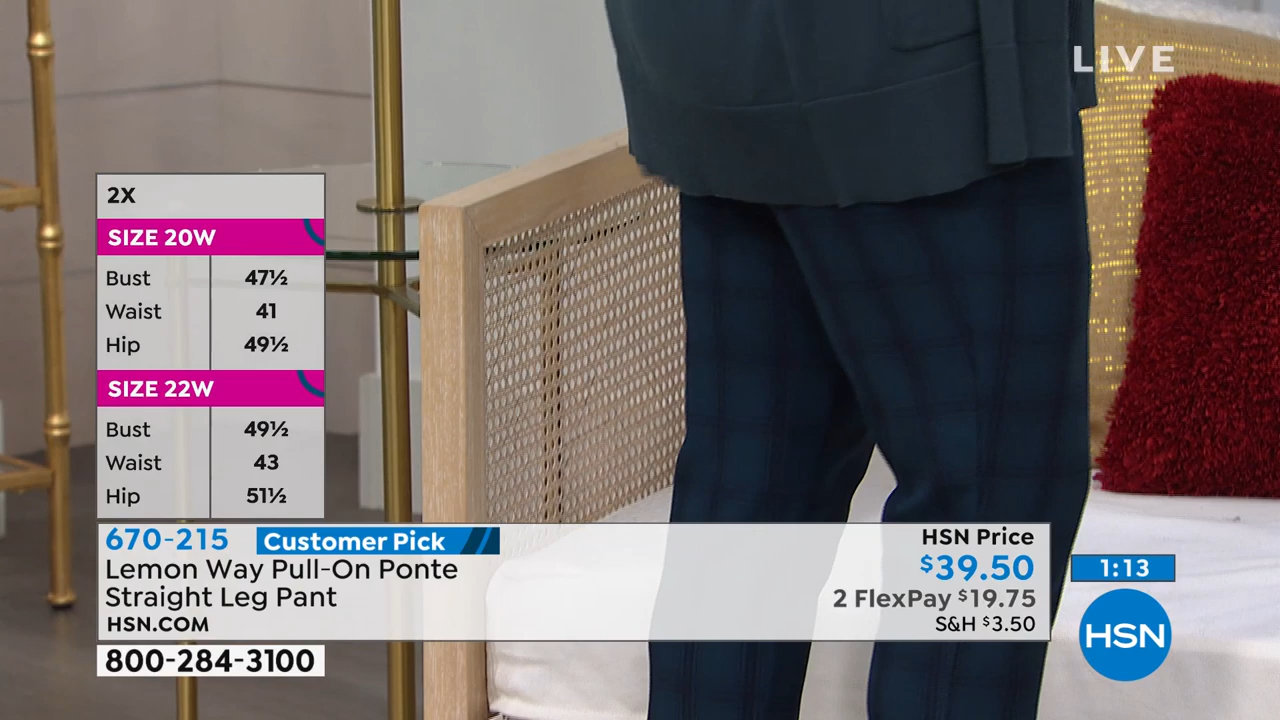 LIVE
2X
SIZE 20W
Bust 47½
Waist 41
Hip 49½
SIZE 22W
Bust 49½
Waist 43
Hip 51½
670-215 Customer Pick
Lemon Way Pull-On Ponte
Straight Leg Pant
HSN.COM
HSN Price
$39.50
2 FlexPay $19.75
S&H $3.50
1:13
HSN
800-284-3100